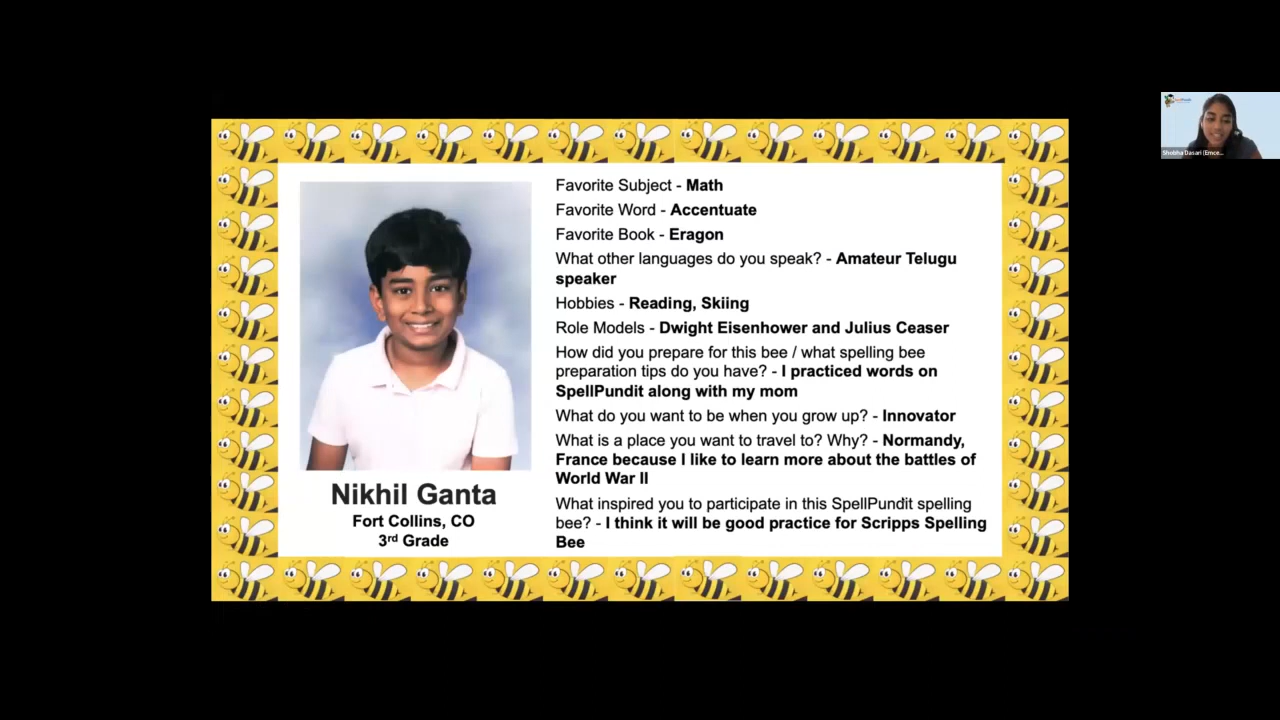 Favorite Subject - Math
Favorite Word - Accentuate
Favorite Book - Eragon
What other languages do you speak? - Amateur Telugu
speaker
Hobbies - Reading, Skiing
Role Models - Dwight Eisenhower and Julius Ceaser
How did you prepare for this bee / what spelling bee
preparation tips do you have? - I practiced words on
SpellPundit along with my mom
What do you want to be when you grow up? - Innovator
What is a place you want to travel to? Why? - Normandy,
France because I like to learn more about the battles of
World War II
What inspired you to participate in this SpellPundit spelling
bee? - I think it will be good practice for Scripps Spelling
Bee
Nikhil Ganta
Fort Collins, CO
3rd Grade
Shobha Dasari (Emce...